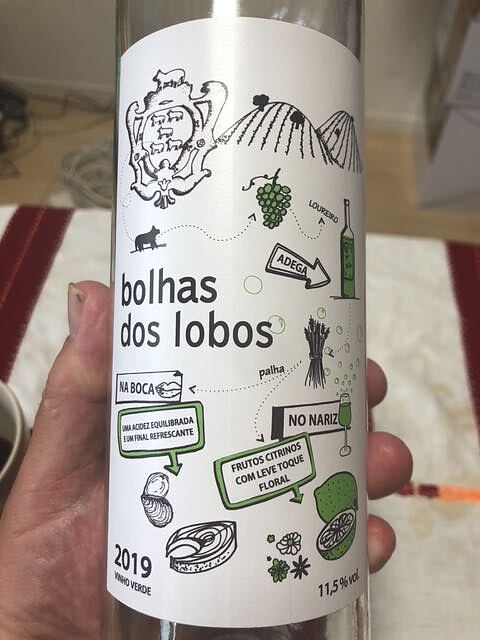 LOUREIRO
ADEGA
bolhas
dos lobos
palha
NA BOCA
NO NARIZ
UMA ACIDEZ EQUILIBRADA
E UM FINAL REFRESCANTE
FRUTOS CITRINOS
COM LEVE TOQUE
FLORAL
2019
VINHO VERDE
11,5 % vol.